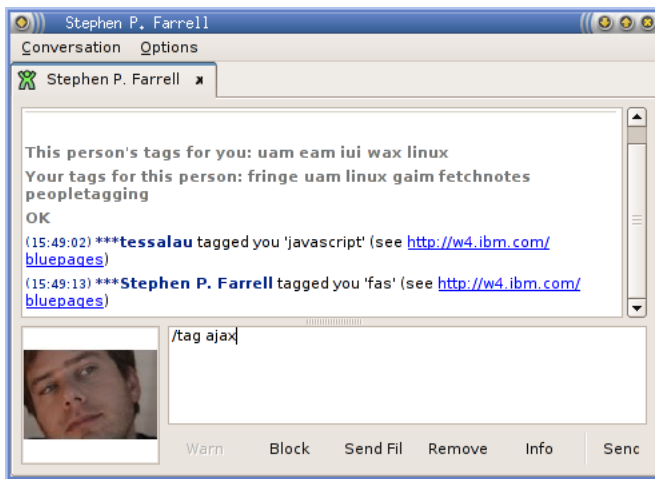 Stephen P. Farrell
Conversation Options
Stephen P. Farrell x
This person's tags for you: uam eam iui wax linux
Your tags for this person: fringe uam linux gaim fetchnotes
peopletagging
OK
(15:49:02) ***tessalau tagged you 'javascript' (see http://w4.ibm.com/
bluepages)
(15:49:13) ***Stephen P. Farrell tagged you 'fas' (see http://w4.ibm.com/
bluepages)
/tag ajax
Warn Block Send Fil Remove Info Send